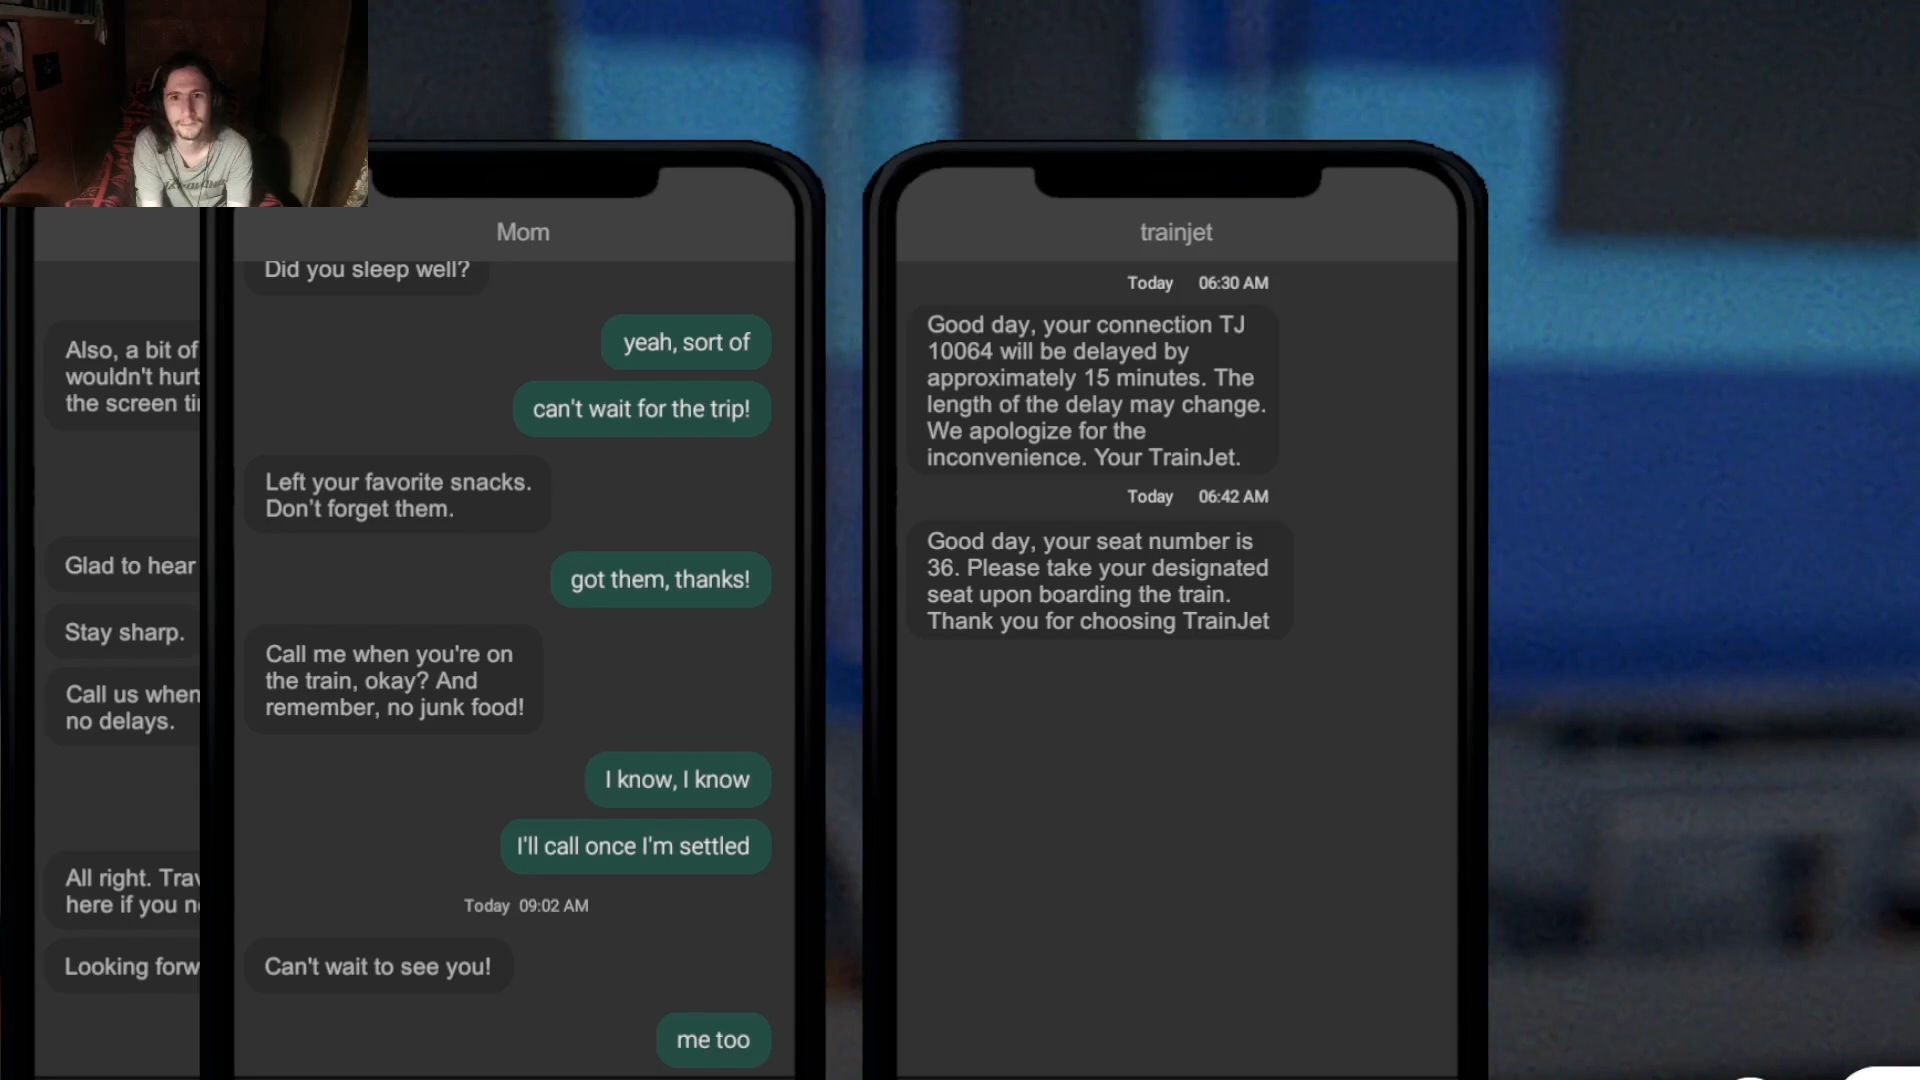 Also, a bit of
wouldn't hurt
the screen
Glad to hear
Stay sharp.
Call us when
no delays.
All right.
here if you
Looking
Mom
Did you sleep well?
yeah, sort of
can't wait for the trip!
Left your favorite snacks.
Don't forget them.
got them, thanks!
Call me when you're on
the train, okay? And
remember, no junk food!
I know, I know
I'll call once I'm settled
Today 09:02 AM
Can't wait to see you!
me too
trainjet
Today 06:30 AM
Good day, your connection TJ
10064 will be delayed by
approximately 15 minutes. The
length of the delay may change.
We apologize for the
inconvenience. Your TrainJet.
Today 06:42 AM
Good day, your seat number is
36. Please take your designated
seat upon boarding the train.
Thank you for choosing TrainJet